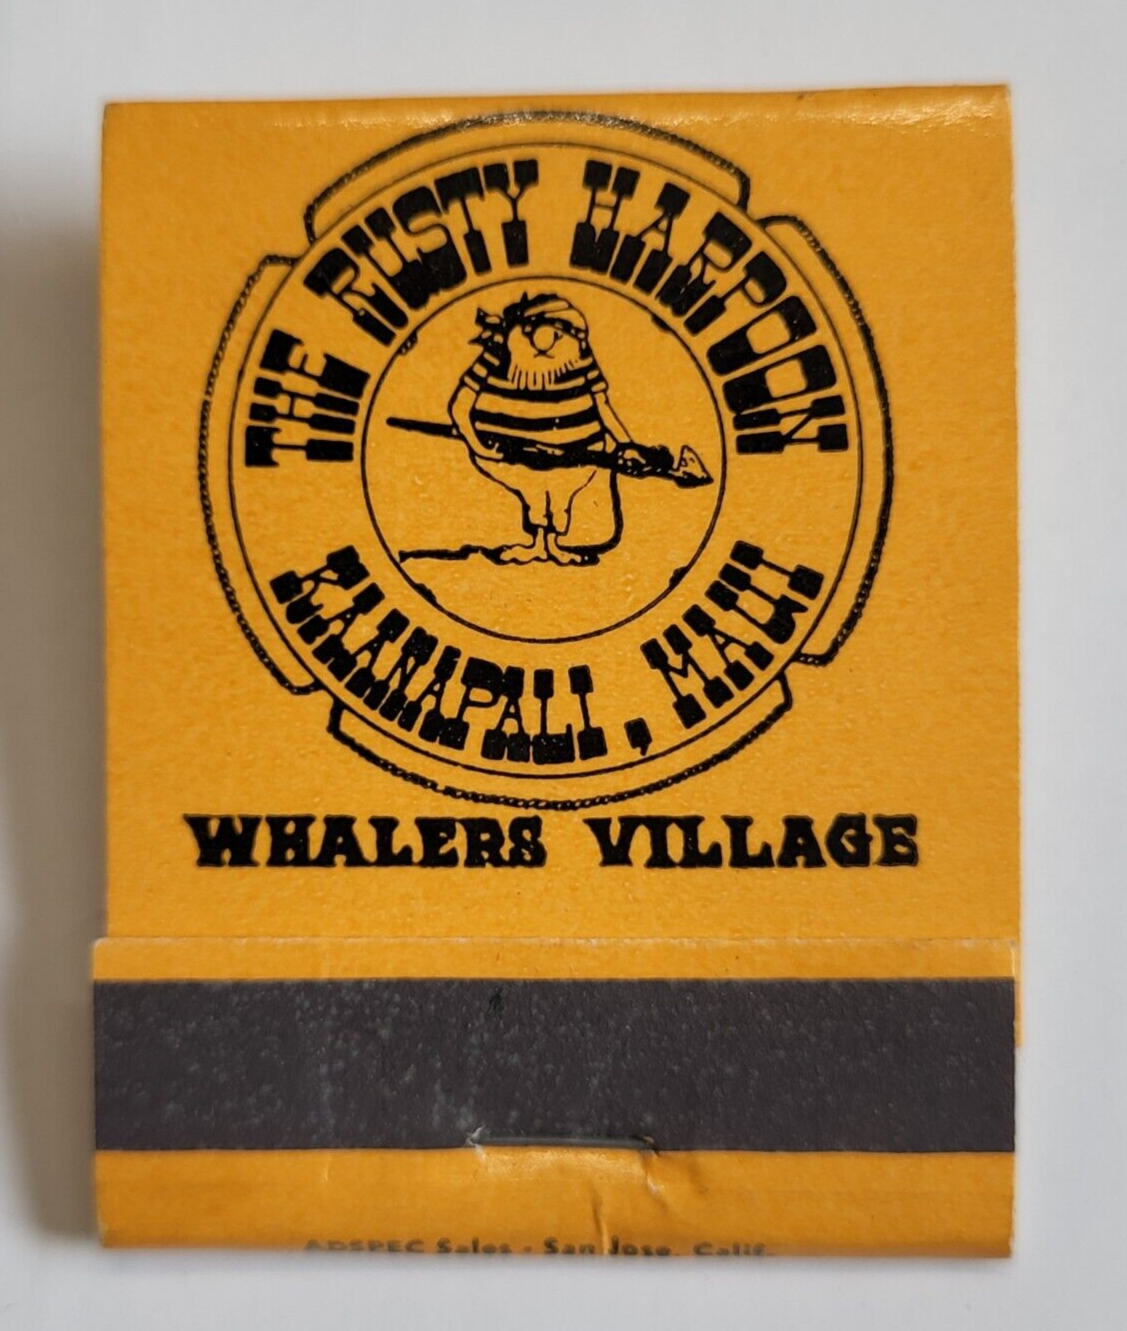 THE RUSTY HARPOON
KAANAPALI, MAUI
WHALERS VILLAGE
ADSPEC Sales - San Jose, Calif.